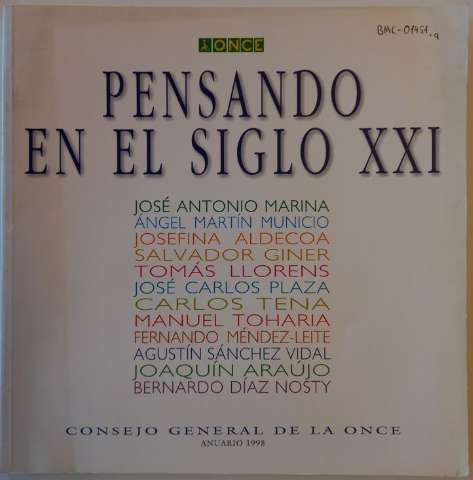 ONCE
BMC-01451.9
PENSANDO
EN EL SIGLO XXI
JOSÉ ANTONIO MARINA
ÁNGEL MARTÍN MUNICIO
JOSEFINA ALDECOA
SALVADOR GINER
TOMÁS LLORENS
JOSÉ CARLOS PLAZA
CARLOS TENA
MANUEL TOHARIA
FERNANDO MÉNDEZ-LEITE
AGUSTÍN SÁNCHEZ VIDAL
JOAQUÍN ARAÚJO
BERNARDO DÍAZ NOSTY
CONSEJO GENERAL DE LA ONCE
ANUARIO 1998